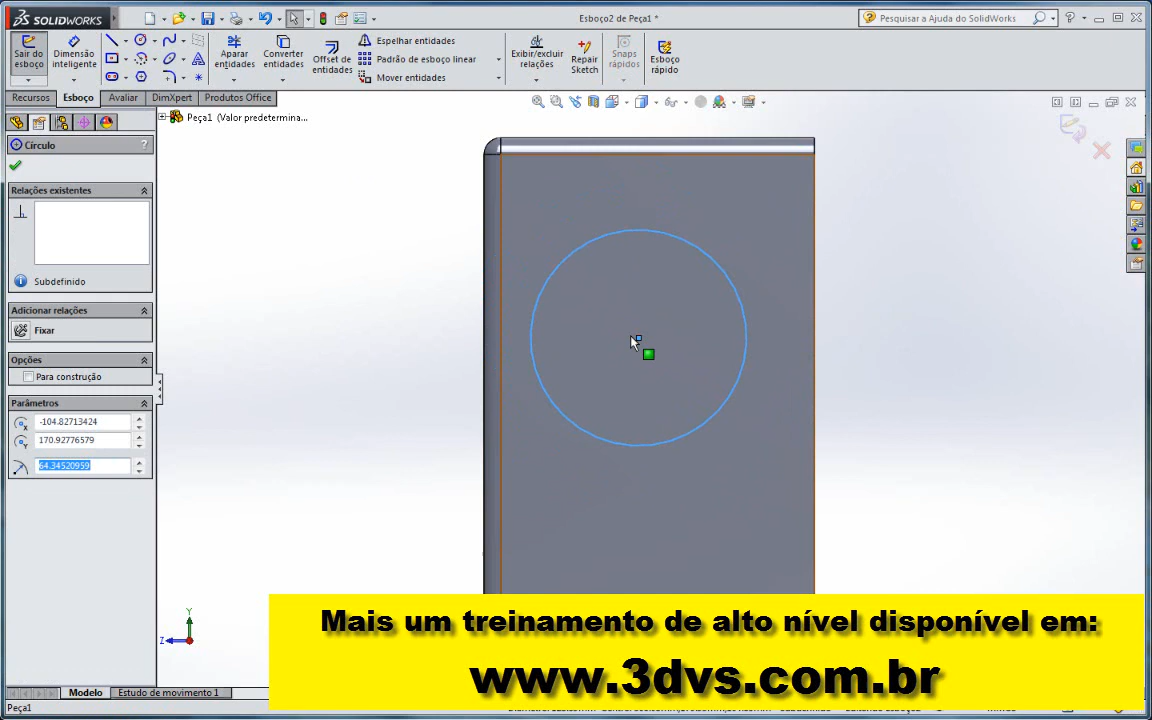 SOLIDWORKS
Esboço2 de Peça1 *
Pesquisar a Ajuda do SolidWorks
Sair do esboço
Dimensão inteligente
Aparar entidades
Converter entidades
Offset de entidades
Espelhar entidades
Padrão de esboço linear
Mover entidades
Exibir/excluir relações
Repair Sketch
Snaps rápidos
Esboço rápido
Recursos Esboço Avaliar DimXpert Produtos Office
Peça1 (Valor predetermina...
Círculo ?
Relações existentes
Subdefinido
Adicionar relações
Fixar
Opções
Para construção
Parâmetros
-104.82713424
170.92776579
64.34520959
Y
Z
Mais um treinamento de alto nível disponível em:
www.3dvs.com.br
Modelo Estudo de movimento 1
Peça1